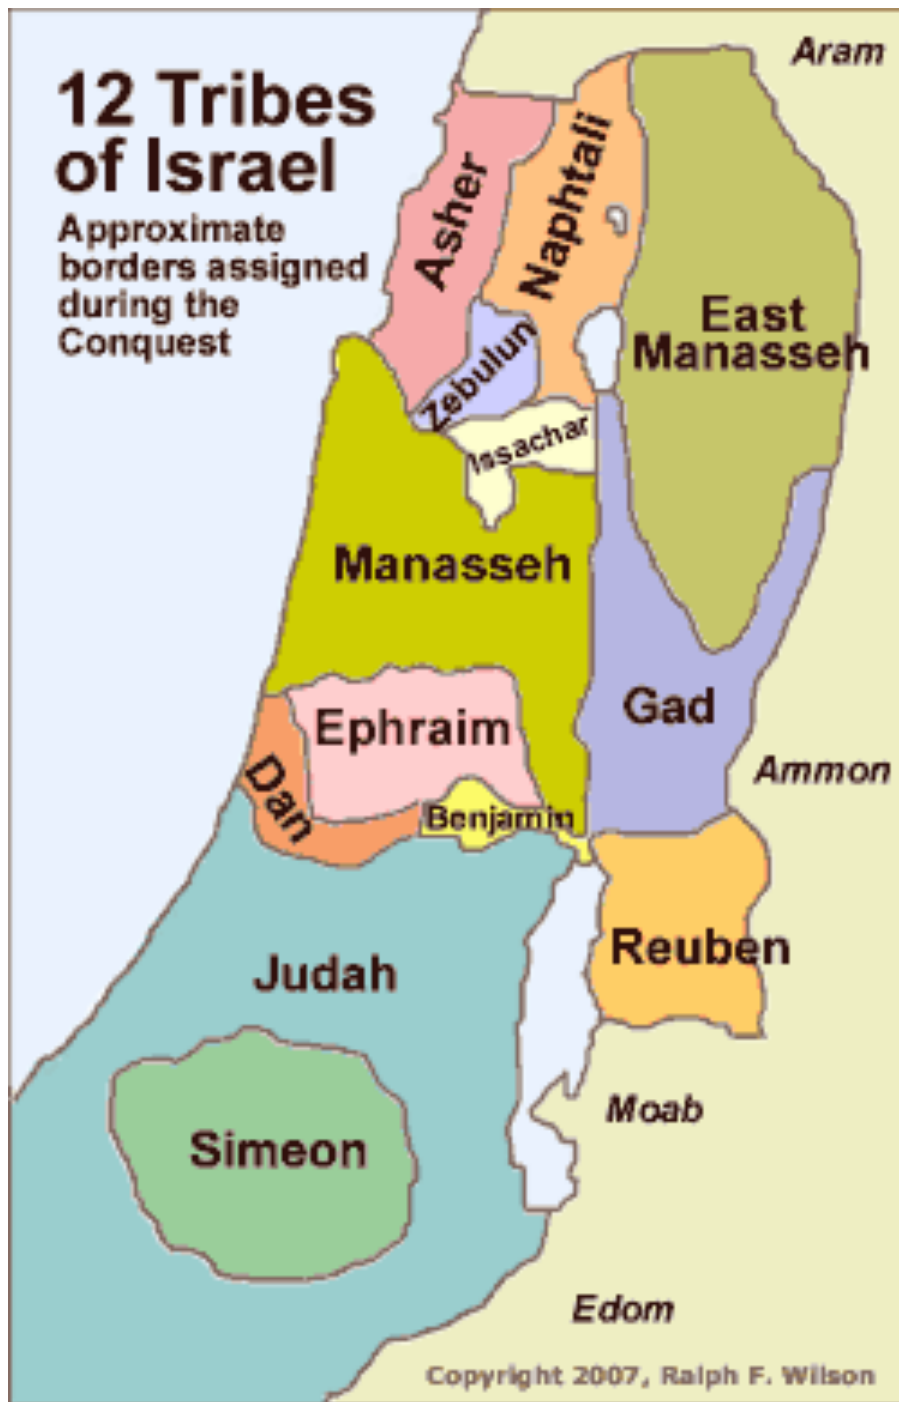 12 Tribes
of Israel
Approximate
borders assigned
during the
Conquest
Aram
Asher
Naphtali
East
Manasseh
Zebulun
Issachar
Manasseh
Gad
Ephraim
Dan
Benjamin
Ammon
Reuben
Judah
Moab
Simeon
Edom
Copyright 2007, Ralph F. Wilson